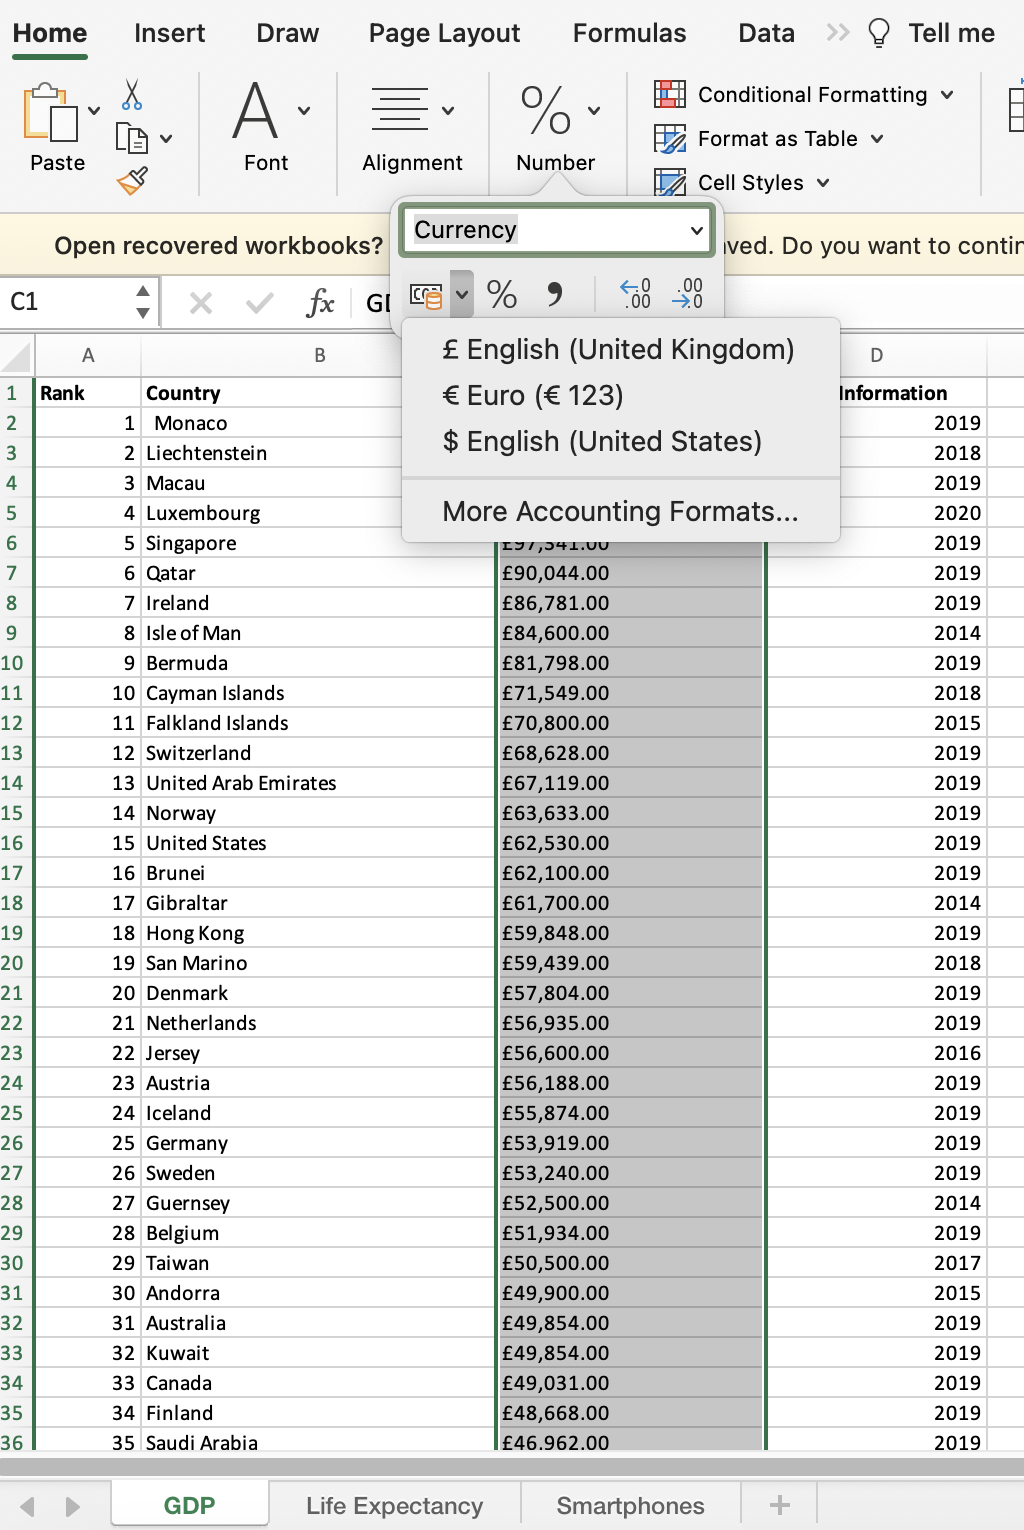 Home Insert Draw Page Layout Formulas Data Tell me
Paste Font Alignment Number
Conditional Formatting
Format as Table
Cell Styles
Open recovered workbooks? Do you want to
Currency
C1 fx
% , .00 .00
£ English (United Kingdom)
€ Euro (€ 123)
$ English (United States)
More Accounting Formats...
A B D
1 Rank Country Information
2 1 Monaco 2019
3 2 Liechtenstein 2018
4 3 Macau 2019
5 4 Luxembourg 2020
6 5 Singapore £97,341.00 2019
7 6 Qatar £90,044.00 2019
8 7 Ireland £86,781.00 2019
9 8 Isle of Man £84,600.00 2014
10 9 Bermuda £81,798.00 2019
11 10 Cayman Islands £71,549.00 2018
12 11 Falkland Islands £70,800.00 2015
13 12 Switzerland £68,628.00 2019
14 13 United Arab Emirates £67,119.00 2019
15 14 Norway £63,633.00 2019
16 15 United States £62,530.00 2019
17 16 Brunei £62,100.00 2019
18 17 Gibraltar £61,700.00 2014
19 18 Hong Kong £59,848.00 2019
20 19 San Marino £59,439.00 2018
21 20 Denmark £57,804.00 2019
22 21 Netherlands £56,935.00 2019
23 22 Jersey £56,600.00 2016
24 23 Austria £56,188.00 2019
25 24 Iceland £55,874.00 2019
26 25 Germany £53,919.00 2019
27 26 Sweden £53,240.00 2019
28 27 Guernsey £52,500.00 2014
29 28 Belgium £51,934.00 2019
30 29 Taiwan £50,500.00 2017
31 30 Andorra £49,900.00 2015
32 31 Australia £49,854.00 2019
33 32 Kuwait £49,854.00 2019
34 33 Canada £49,031.00 2019
35 34 Finland £48,668.00 2019
36 35 Saudi Arabia £46,962.00 2019
GDP Life Expectancy Smartphones +